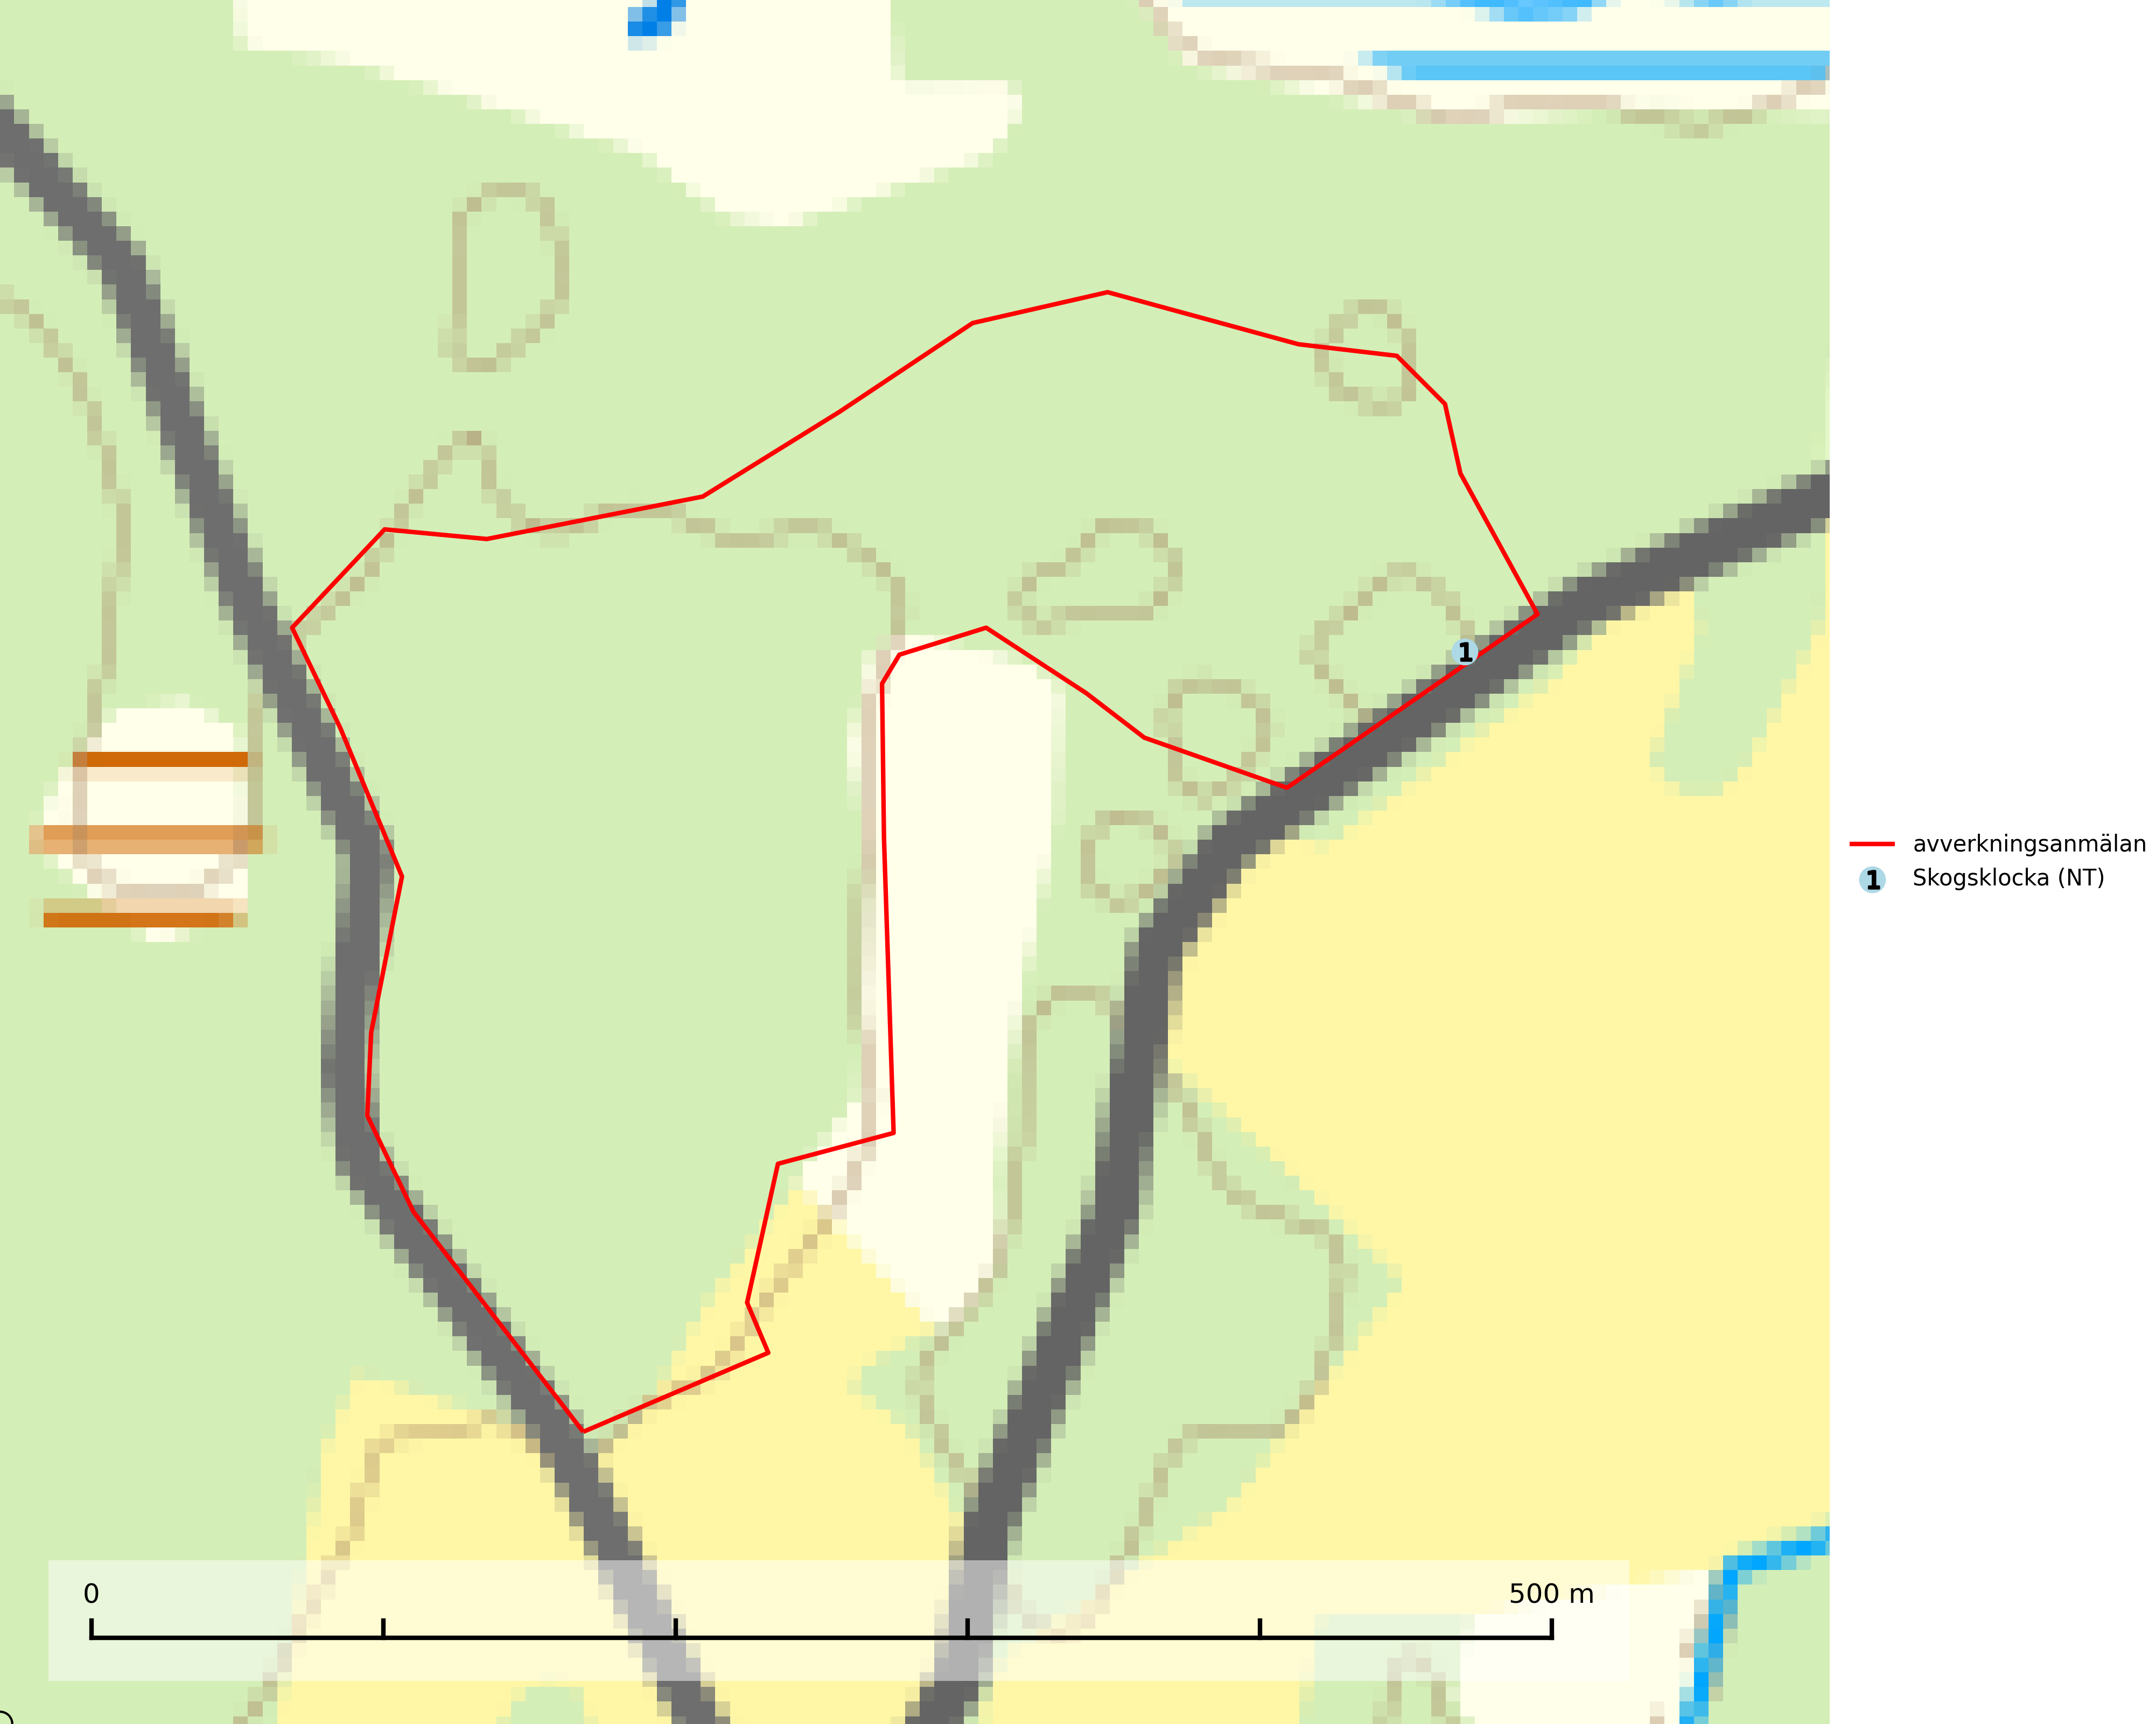 1
avverkningsanmälan
1 Skogsklocka (NT)
0 500 m